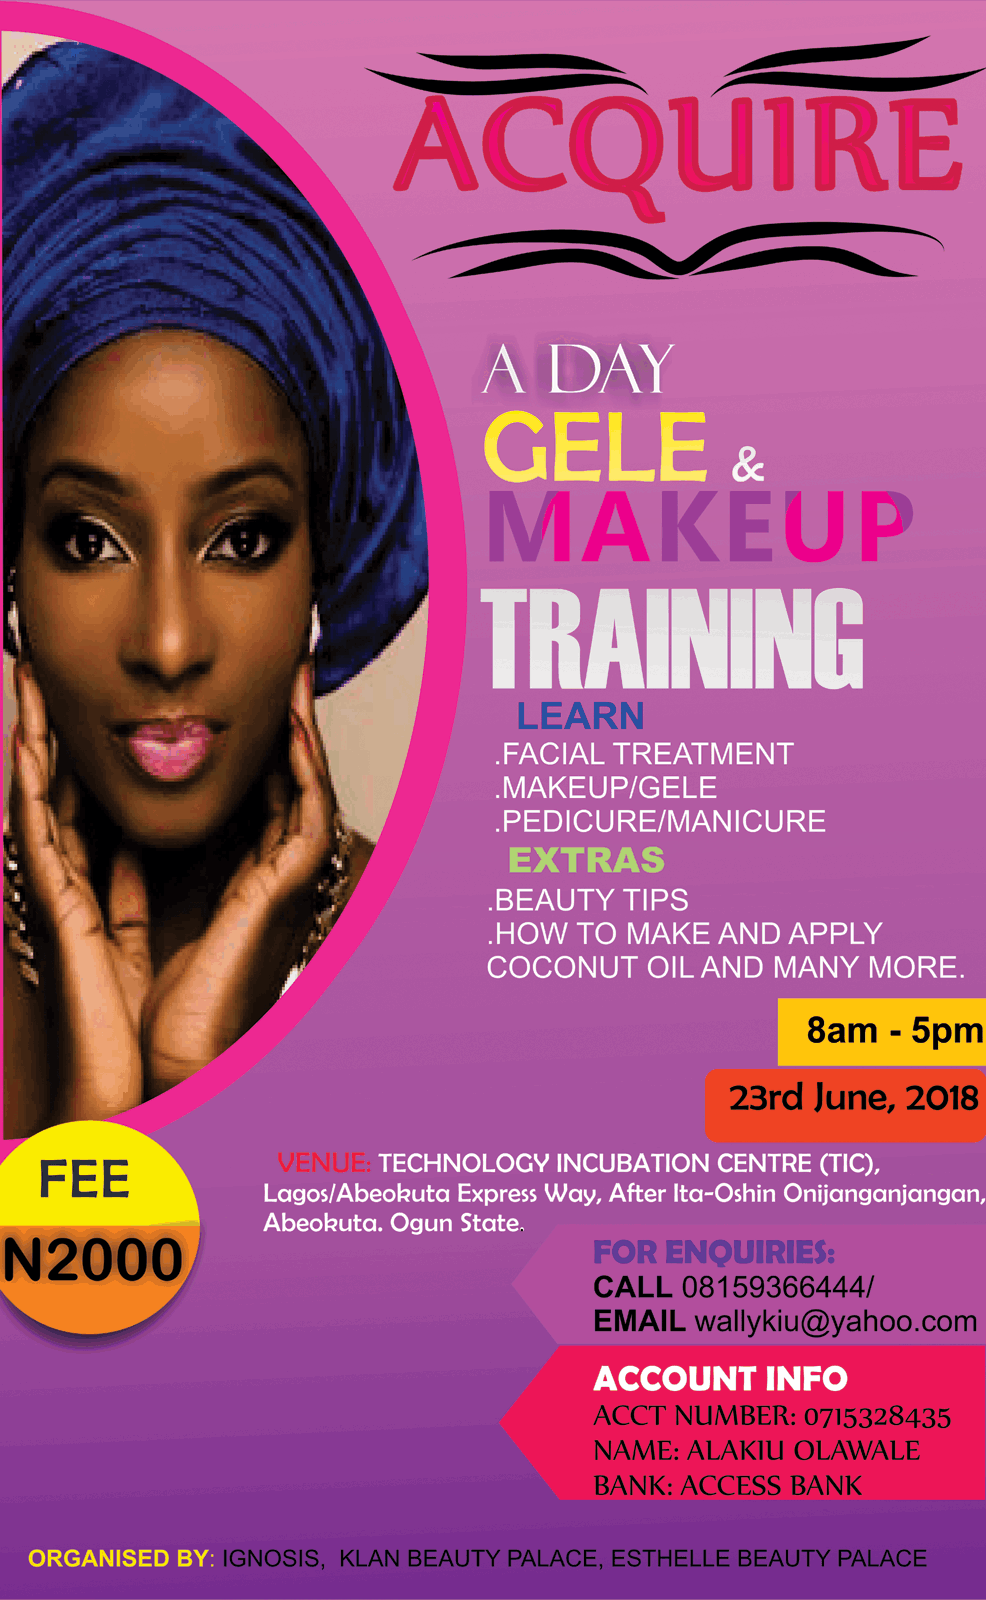 ACQUIRE
A DAY
GELE &
MAKEUP
TRAINING
LEARN
.FACIAL TREATMENT
.MAKEUP/GELE
.PEDICURE/MANICURE
EXTRAS
.BEAUTY TIPS
.HOW TO MAKE AND APPLY
COCONUT OIL AND MANY MORE.
8am - 5pm
23rd June, 2018
FEE
N2000
VENUE: TECHNOLOGY INCUBATION CENTRE (TIC),
Lagos/Abeokuta Express Way, After Ita-Oshin Onijanganjangan,
Abeokuta. Ogun State.
FOR ENQUIRIES:
CALL 08159366444/
EMAIL wallykiu@yahoo.com
ACCOUNT INFO
ACCT NUMBER: 0715328435
NAME: ALAKIU OLAWALE
BANK: ACCESS BANK
ORGANISED BY: IGNOSIS, KLAN BEAUTY PALACE, ESTHELLE BEAUTY PALACE